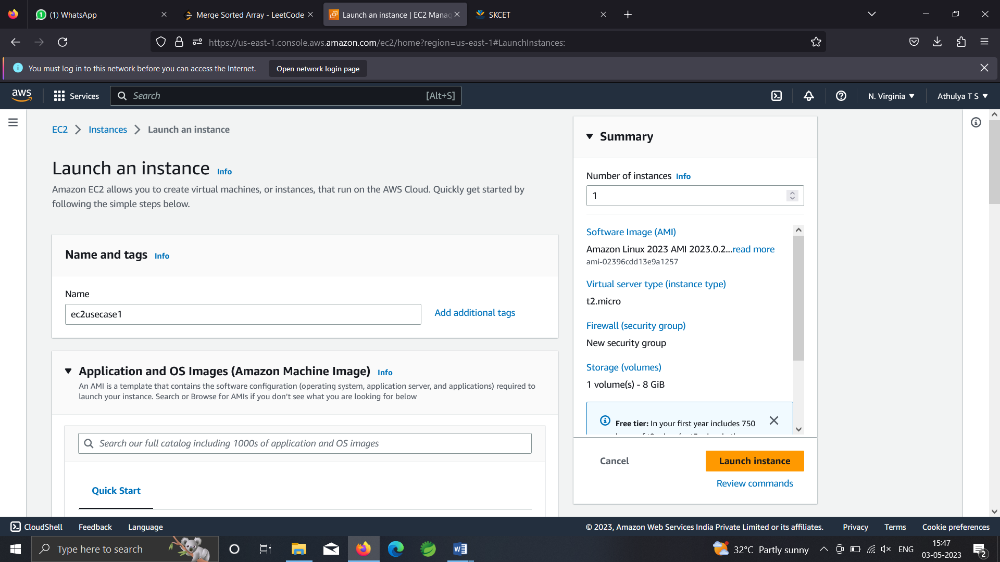 (1) WhatsApp
Merge Sorted Array - LeetCode
Launch an instance | EC2 Manag
SKCET
https://us-east-1.console.aws.amazon.com/ec2/home?region=us-east-1#LaunchInstances:
You must log in to this network before you can access the Internet.
Open network login page
aws
Services
Search
[Alt+S]
N. Virginia
Athulya T S
EC2
Instances
Launch an instance
Launch an instance Info
Amazon EC2 allows you to create virtual machines, or instances, that run on the AWS Cloud. Quickly get started by
following the simple steps below.
Name and tags Info
Name
ec2usecase1
Add additional tags
Application and OS Images (Amazon Machine Image) Info
An AMI is a template that contains the software configuration (operating system, application server, and applications) required to
launch your instance. Search or Browse for AMIs if you don't see what you are looking for below
Search our full catalog including 1000s of application and OS images
Quick Start
Summary
Number of instances Info
1
Software Image (AMI)
Amazon Linux 2023 AMI 2023.0.2...read more
ami-02396cdd13e9a1257
Virtual server type (instance type)
t2.micro
Firewall (security group)
New security group
Storage (volumes)
1 volume(s) - 8 GiB
Free tier: In your first year includes 750
Cancel
Launch instance
Review commands
CloudShell
Feedback
Language
© 2023, Amazon Web Services India Private Limited or its affiliates.
Privacy
Terms
Cookie preferences
Type here to search
32°C Partly sunny
ENG
15:47
03-05-2023
2